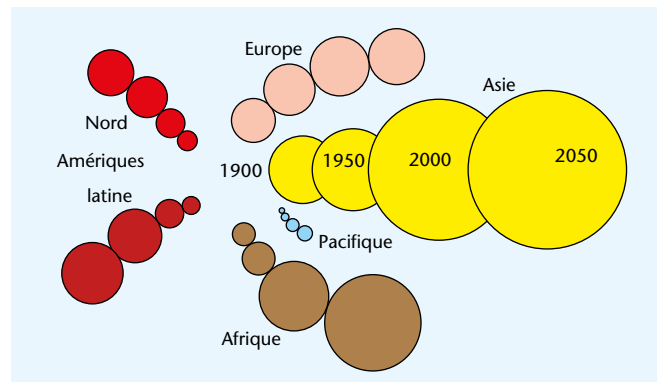 Europe
Asie
Nord
Amériques
latine
1900
1950
2000
2050
Pacifique
Afrique